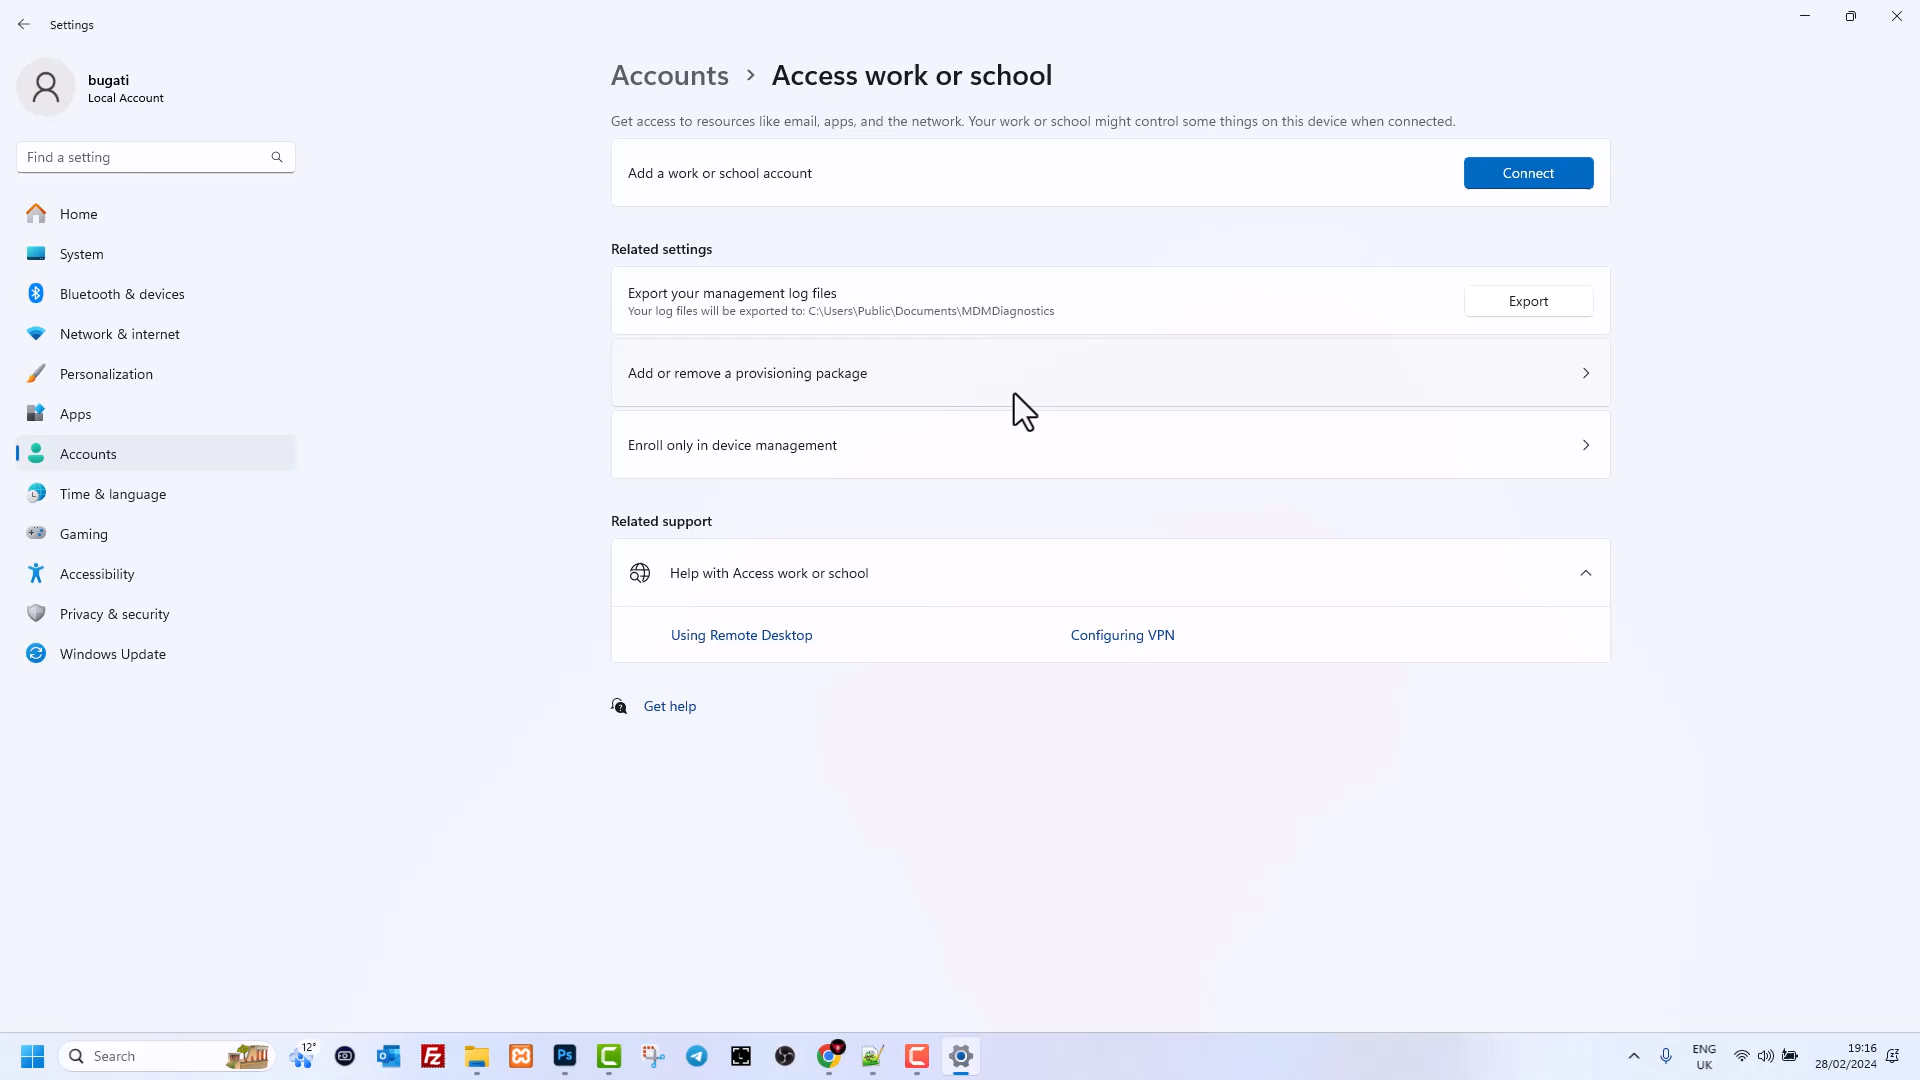 Settings
bugati
Local Account
Find a setting
Home
System
Bluetooth & devices
Network & internet
Personalization
Apps
Accounts
Time & language
Gaming
Accessibility
Privacy & security
Windows Update
Accounts > Access work or school
Get access to resources like email, apps, and the network. Your work or school might control some things on this device when connected.
Add a work or school account
Connect
Related settings
Export your management log files
Your log files will be exported to: C:\Users\Public\Documents\MDMDiagnostics
Export
Add or remove a provisioning package
Enroll only in device management
Related support
Help with Access work or school
Using Remote Desktop
Configuring VPN
Get help
Search
12°
FZ
Ps
C
L
C
ENG
UK
19:16
28/02/2024